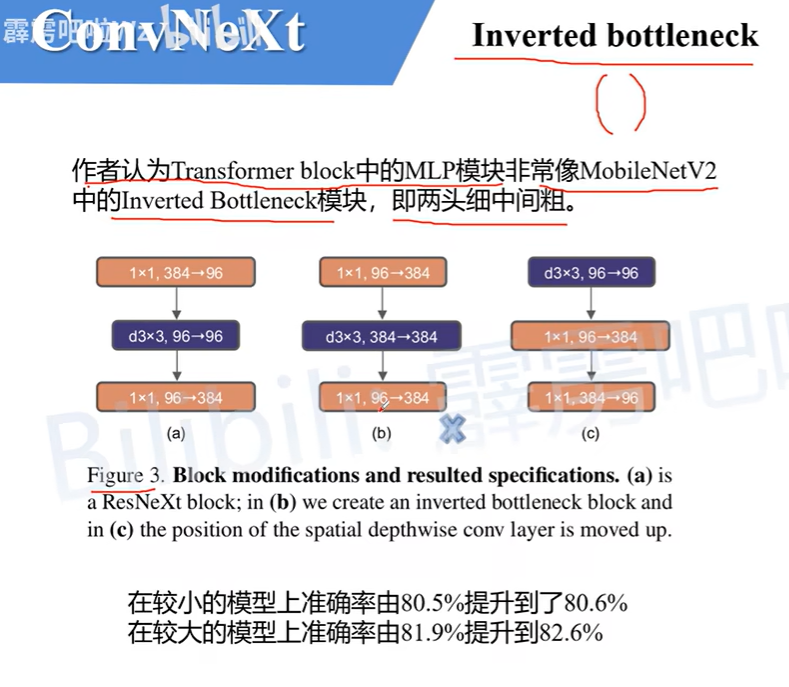 ConvNeXt
霹雳吧啦Wz
bilibili
Inverted bottleneck
作者认为Transformer block中的MLP模块非常像MobileNetV2
中的Inverted Bottleneck模块，即两头细中间粗。
1×1, 384→96
1×1, 96→384
d3×3, 96→96
d3×3, 96→96
d3×3, 384→384
1×1, 96→384
1×1, 96→384
1×1, 96→384
1×1, 384→96
(a)
(b)
(c)
Bilibili: 霹雳吧啦
Figure 3. Block modifications and resulted specifications. (a) is
a ResNeXt block; in (b) we create an inverted bottleneck block and
in (c) the position of the spatial depthwise conv layer is moved up.
在较小的模型上准确率由80.5%提升到了80.6%
在较大的模型上准确率由81.9%提升到82.6%